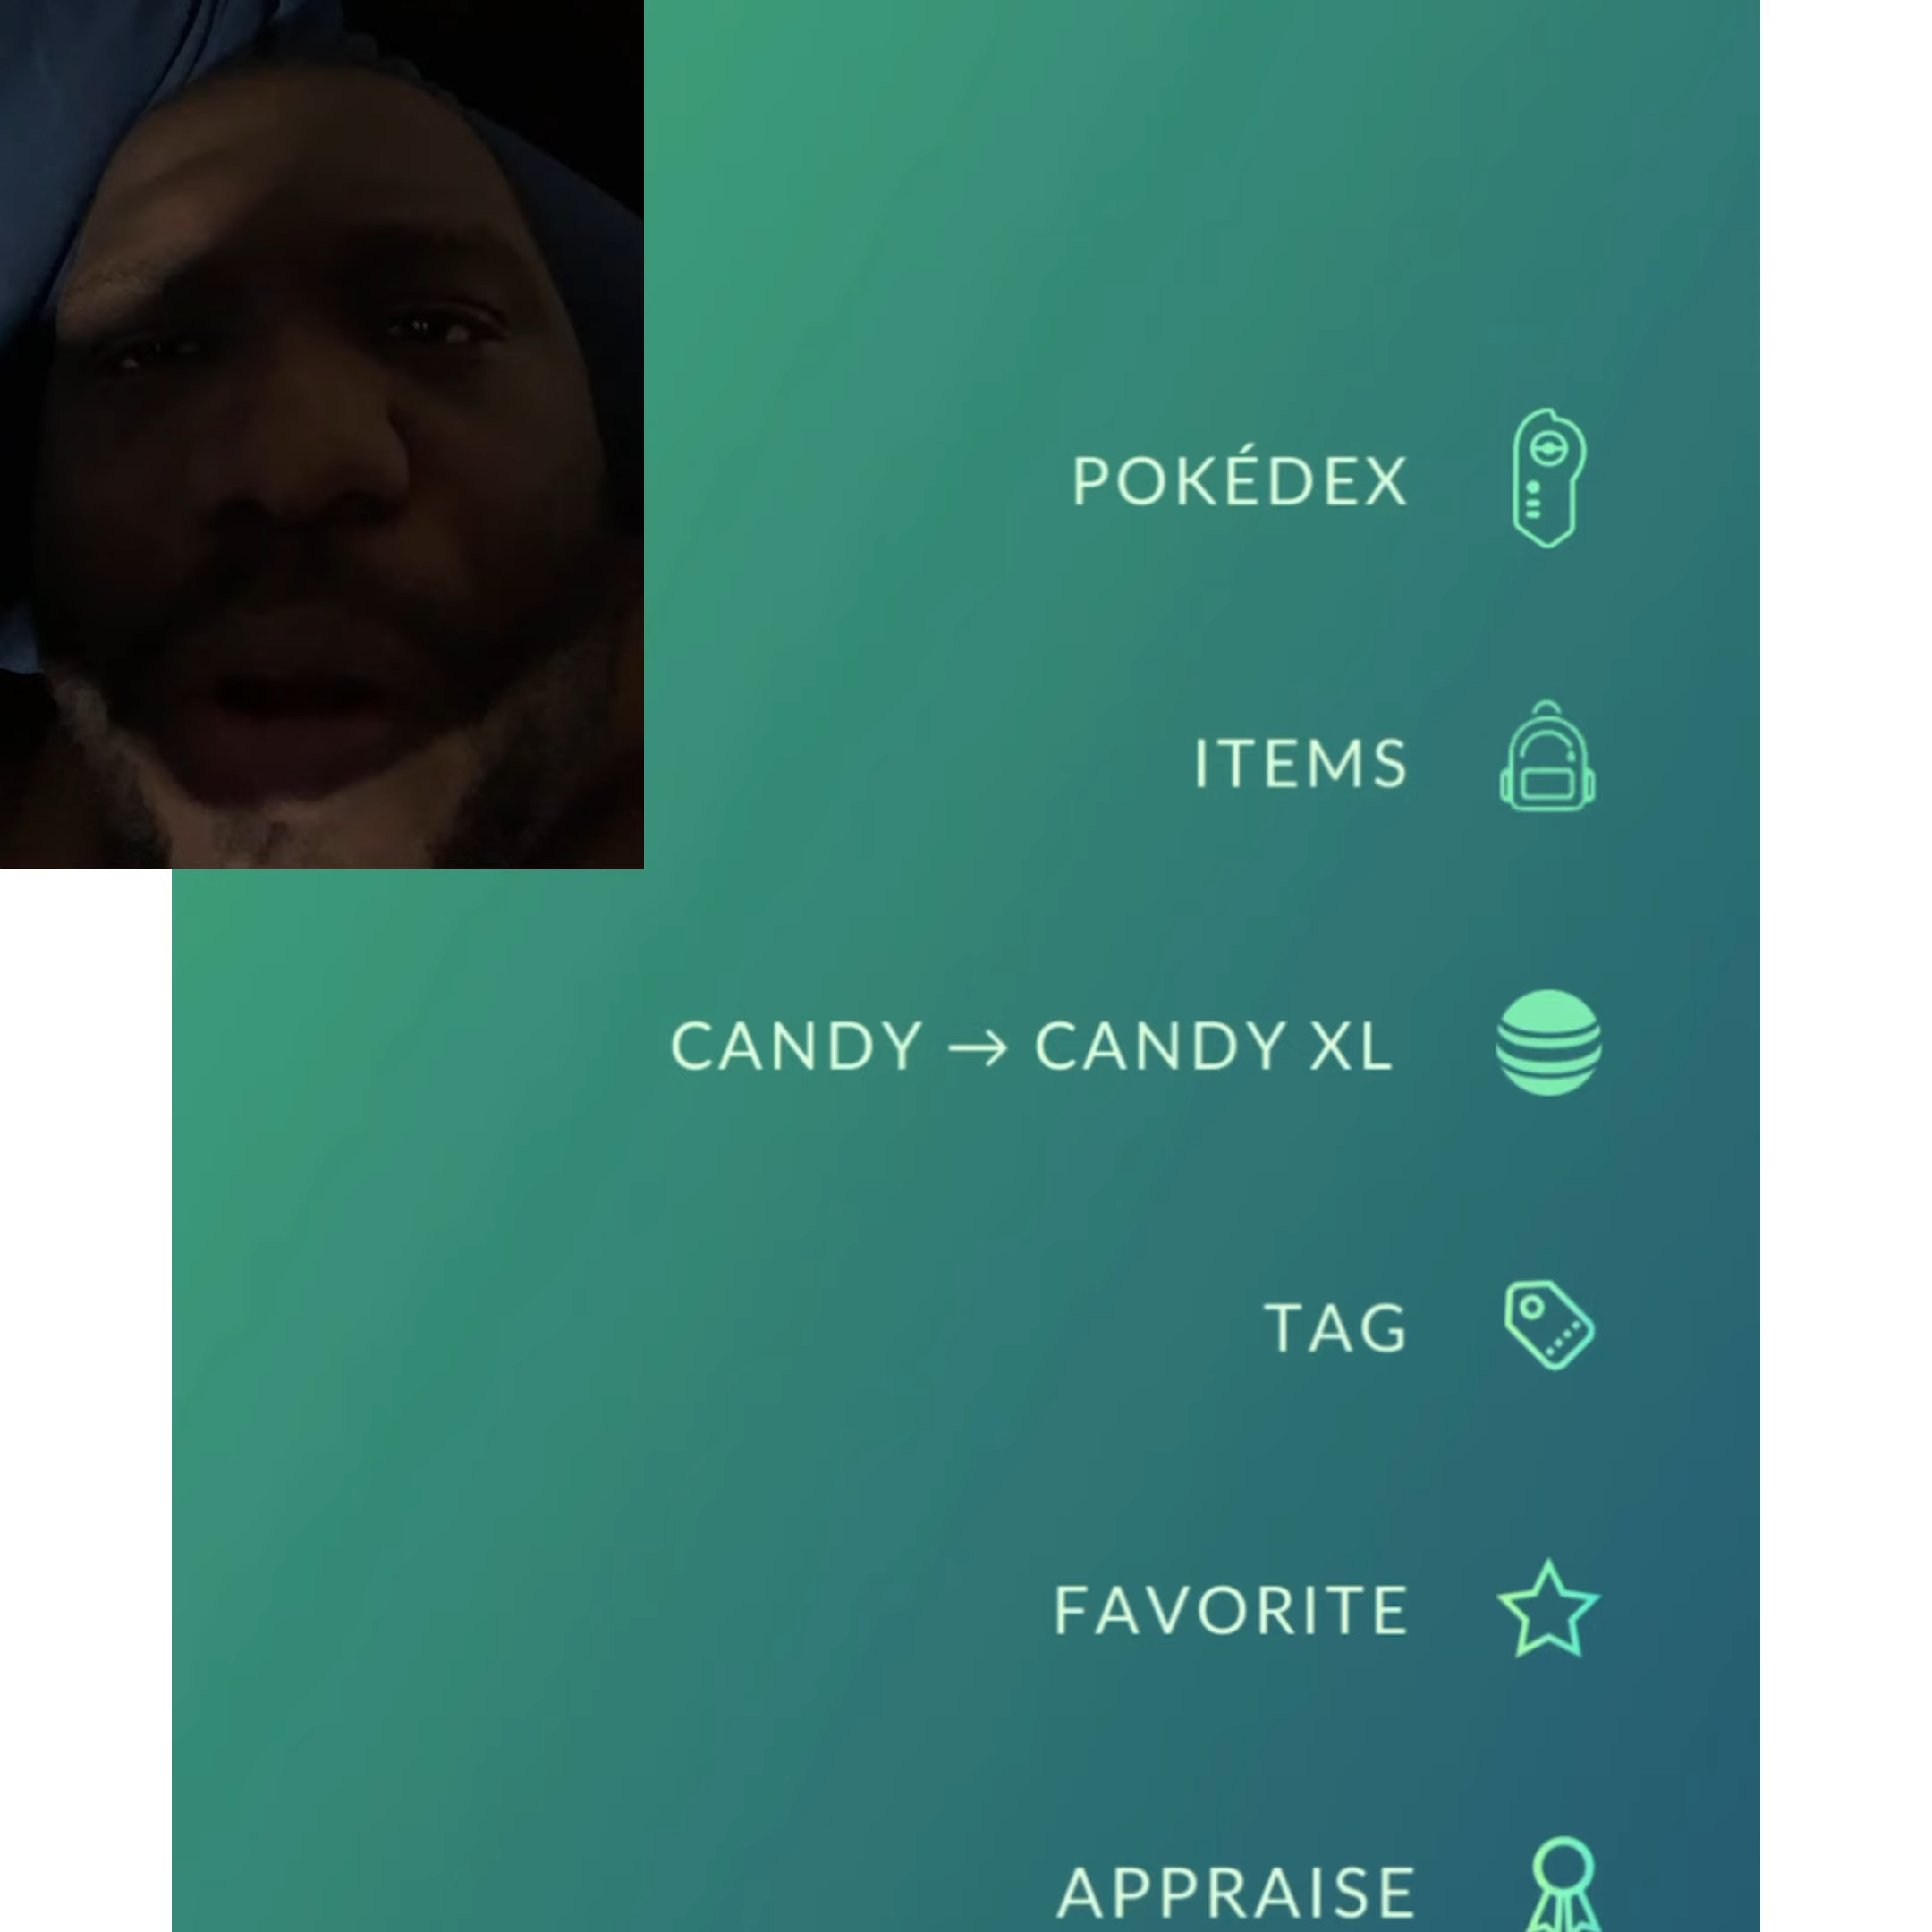 POKÉDEX
ITEMS
CANDY → CANDY XL
TAG
FAVORITE
APPRAISE